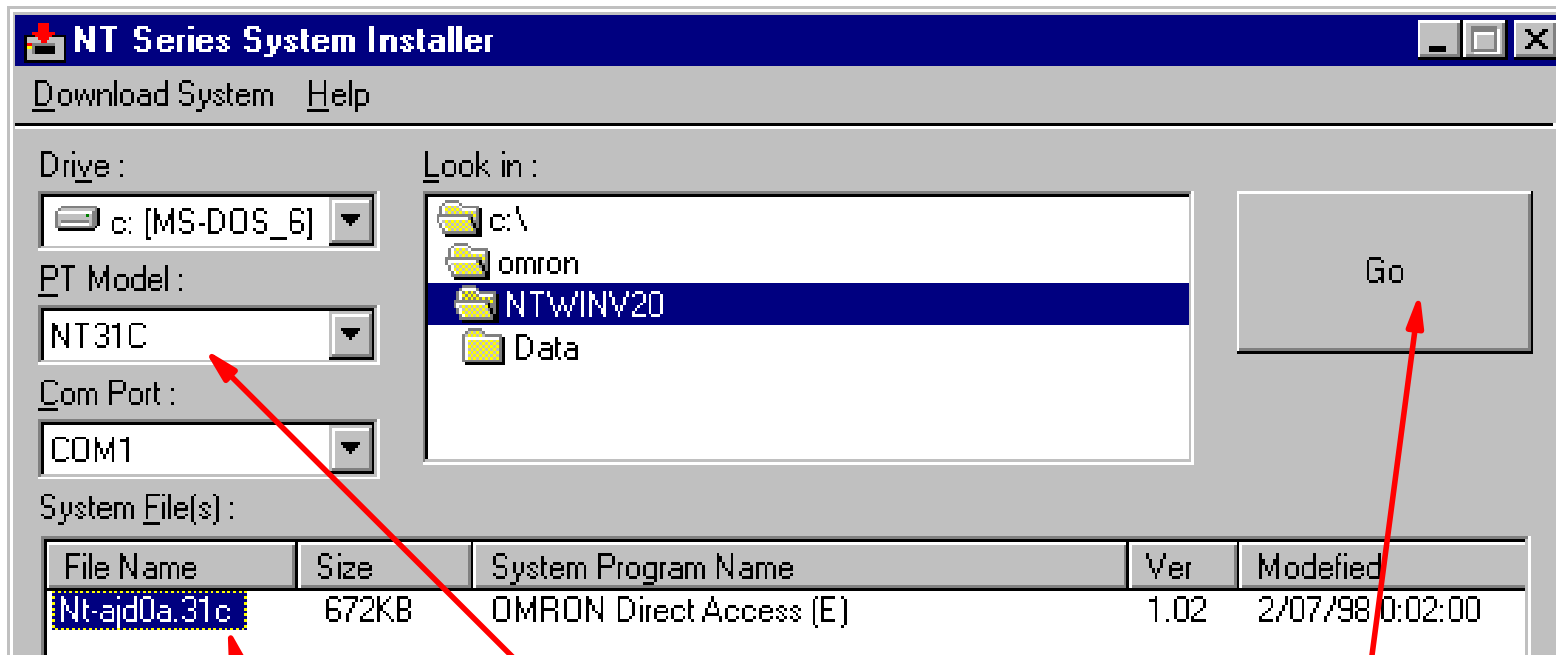 NT Series System Installer
Download System Help
Drive :
c: [MS-DOS_6]
PT Model :
NT31C
Com Port :
COM1
Look in :
c:\
omron
NTWINV20
Data
Go
System File(s) :
File Name Size System Program Name Ver Modefied
Nt-ajd0a.31c 672KB OMRON Direct Access (E) 1.02 2/07/98 0:02:00